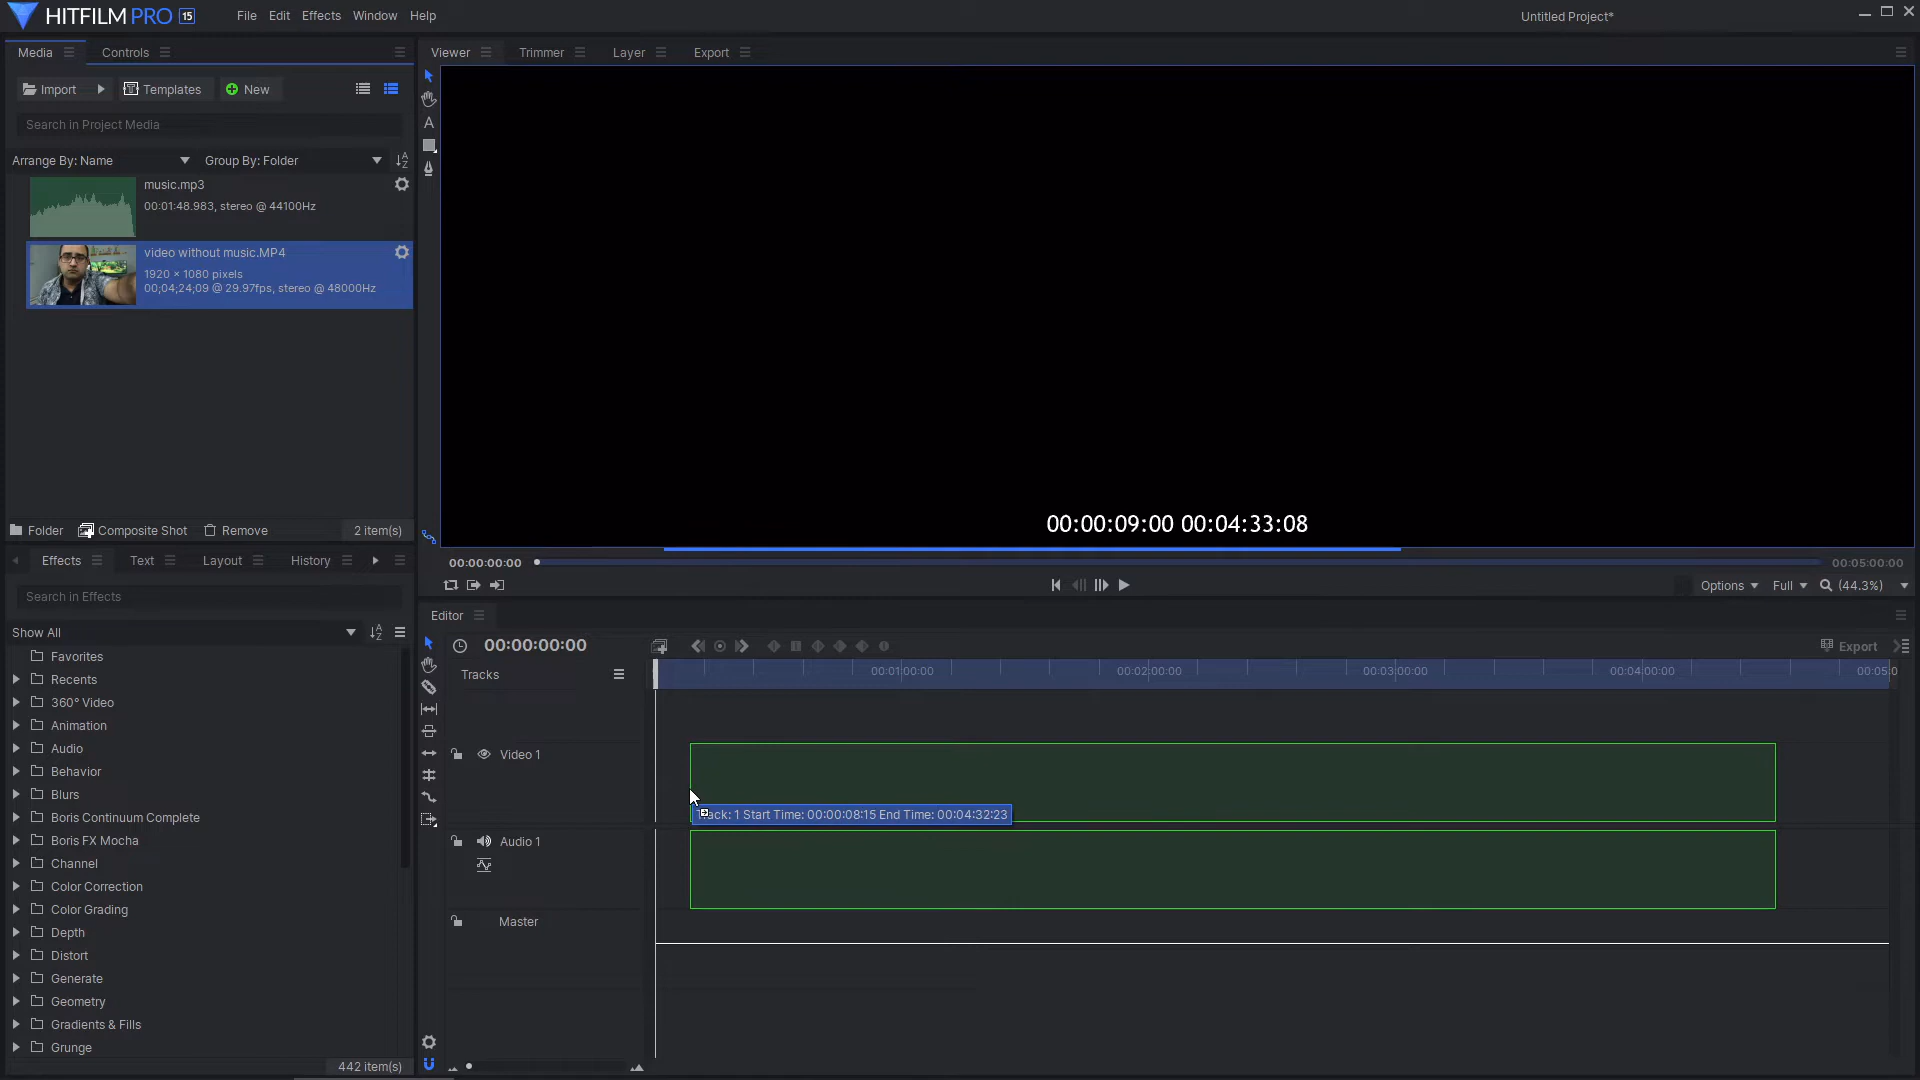 HITFILM PRO 15
File Edit Effects Window Help
Untitled Project*
Media Controls
Import Templates New
Search in Project Media
Arrange By: Name Group By: Folder
music.mp3
00:01:48.983, stereo @ 44100Hz
video without music.MP4
1920 × 1080 pixels
00;04;24;09 @ 29.97fps, stereo @ 48000Hz
Folder Composite Shot Remove 2 item(s)
Effects Text Layout History
Search in Effects
Show All
Favorites
Recents
360° Video
Animation
Audio
Behavior
Blurs
Boris Continuum Complete
Boris FX Mocha
Channel
Color Correction
Color Grading
Depth
Distort
Generate
Geometry
Gradients & Fills
Grunge
442 item(s)
Viewer Trimmer Layer Export
A
00:00:09:00 00:04:33:08
00:00:00:00 00:05:00:00
Options Full (44.3%)
Editor
00:00:00:00 Export
Tracks 00:01:00:00 00:02:00:00 00:03:00:00 00:04:00:00 00:05:0
Video 1
Track: 1 Start Time: 00:00:08:15 End Time: 00:04:32:23
Audio 1
Master